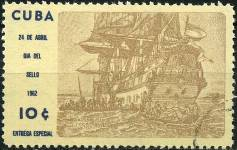 CUBA
24 DE ABRIL
DIA DEL
SELLO
1962
10¢
ENTREGA ESPECIAL